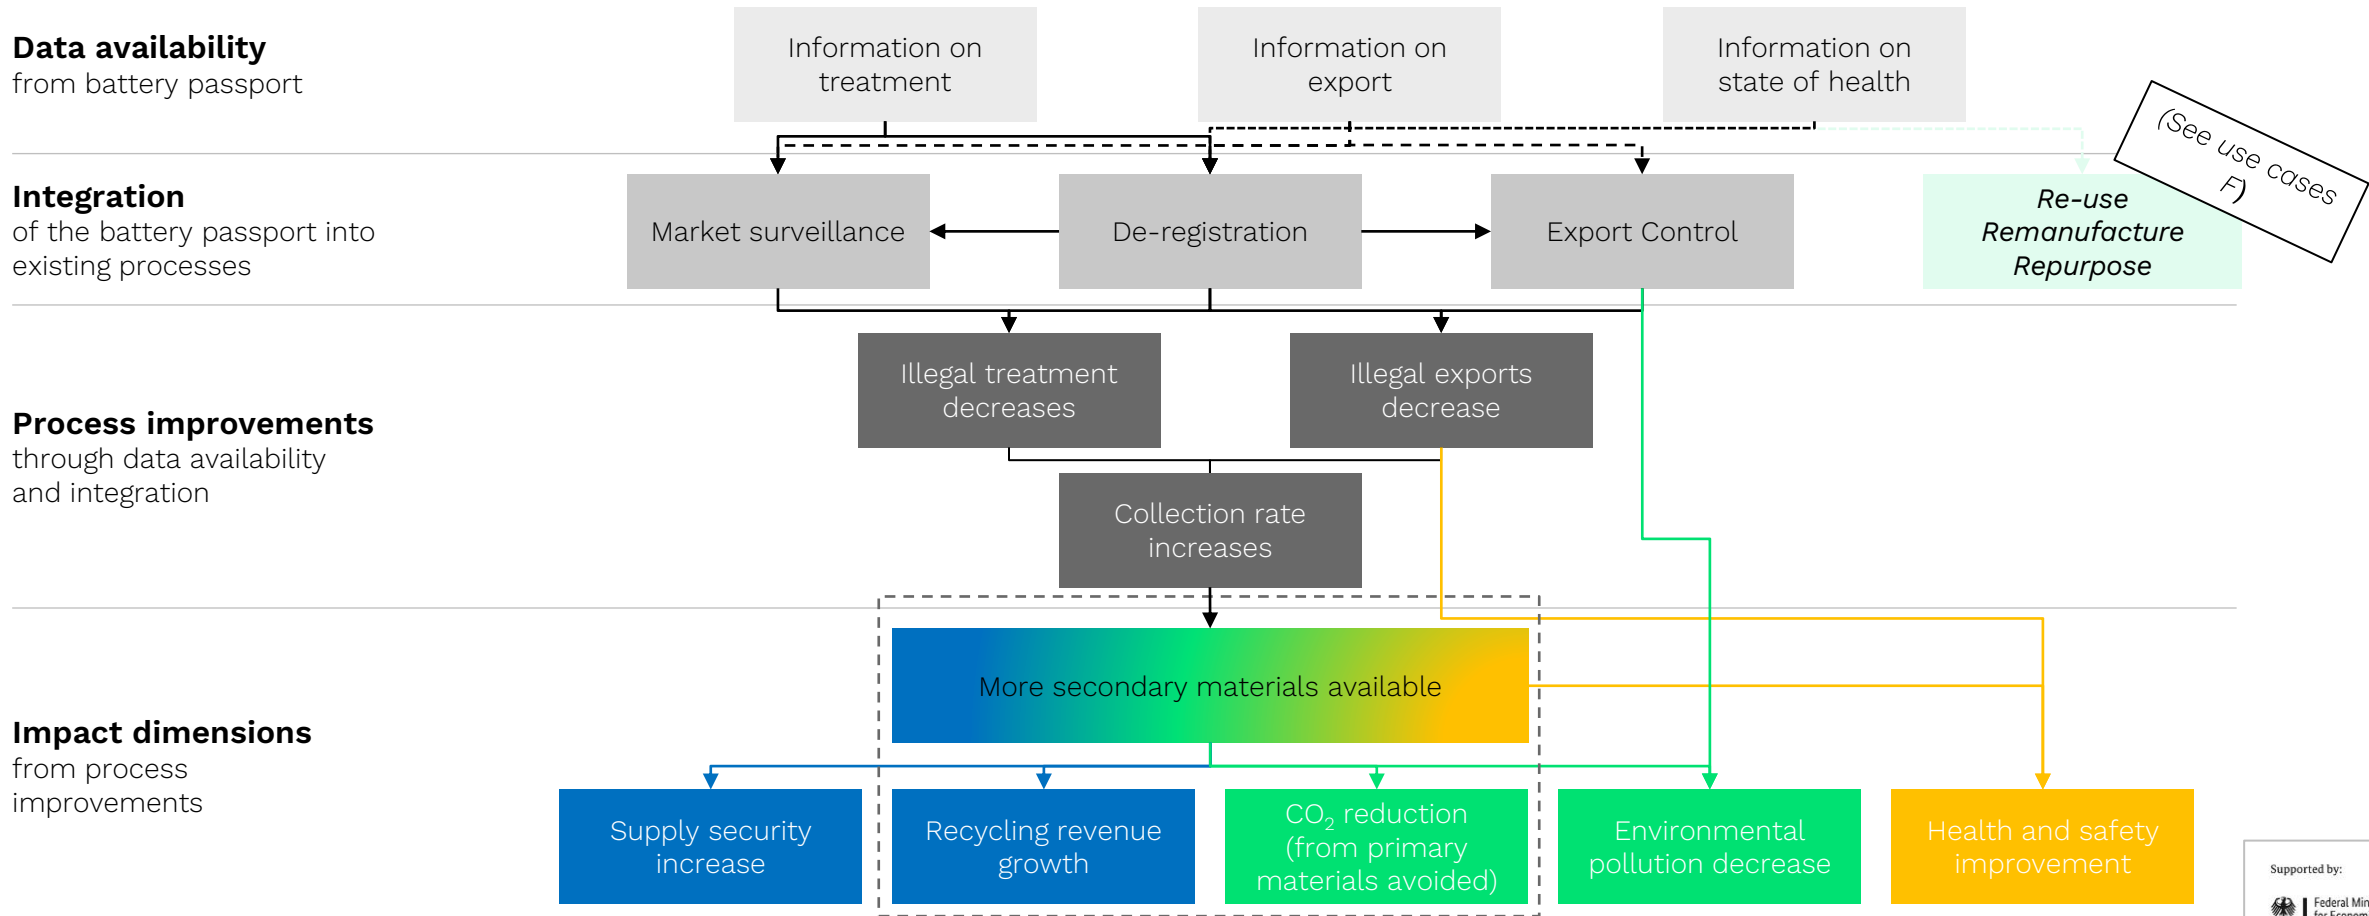 Data availability
from battery passport
Information on
treatment
Information on
export
Information on
state of health
(See use cases
F)
Integration
of the battery passport into
existing processes
Market surveillance
De-registration
Export Control
Re-use
Remanufacture
Repurpose
Process improvements
through data availability
and integration
Illegal treatment
decreases
Illegal exports
decrease
Collection rate
increases
Impact dimensions
from process
improvements
More secondary materials available
Supply security
increase
Recycling revenue
growth
CO₂ reduction
(from primary
materials avoided)
Environmental
pollution decrease
Health and safety
improvement
Supported by:
Federal
for